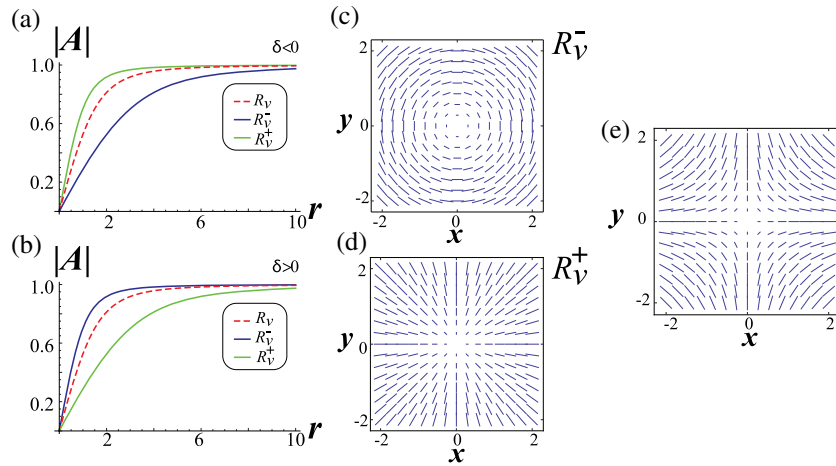 (a)
|A|
δ<0
1.0
0.6
0.2
R_v
R_v^-
R_v^+
2
6
10
r
(b)
|A|
δ>0
1.0
0.6
0.2
R_v
R_v^-
R_v^+
2
6
10
r
(c)
R_v^-
2
y
0
-2
-2
0
2
x
(d)
R_v^+
2
y
0
-2
-2
0
2
x
(e)
2
y
0
-2
-2
0
2
x